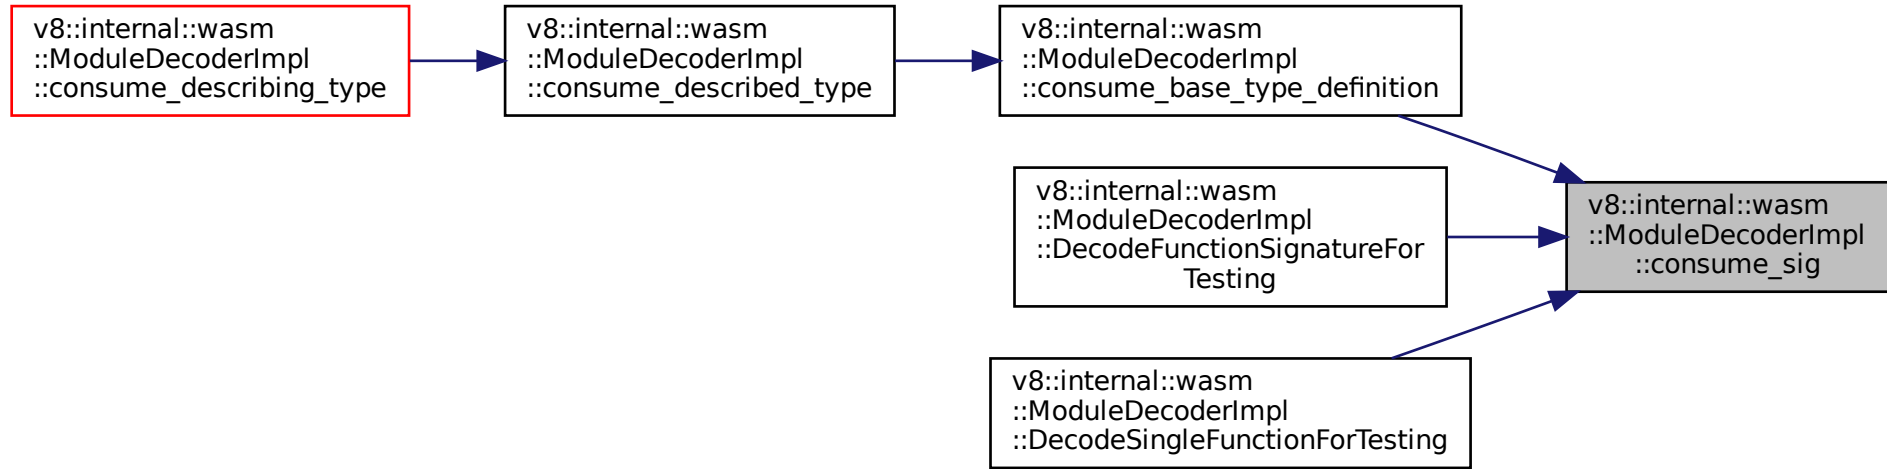 v8::internal::wasm
::ModuleDecoderImpl
::consume_describing_type
v8::internal::wasm
::ModuleDecoderImpl
::consume_described_type
v8::internal::wasm
::ModuleDecoderImpl
::consume_base_type_definition
v8::internal::wasm
::ModuleDecoderImpl
::DecodeFunctionSignatureFor
Testing
v8::internal::wasm
::ModuleDecoderImpl
::DecodeSingleFunctionForTesting
v8::internal::wasm
::ModuleDecoderImpl
::consume_sig